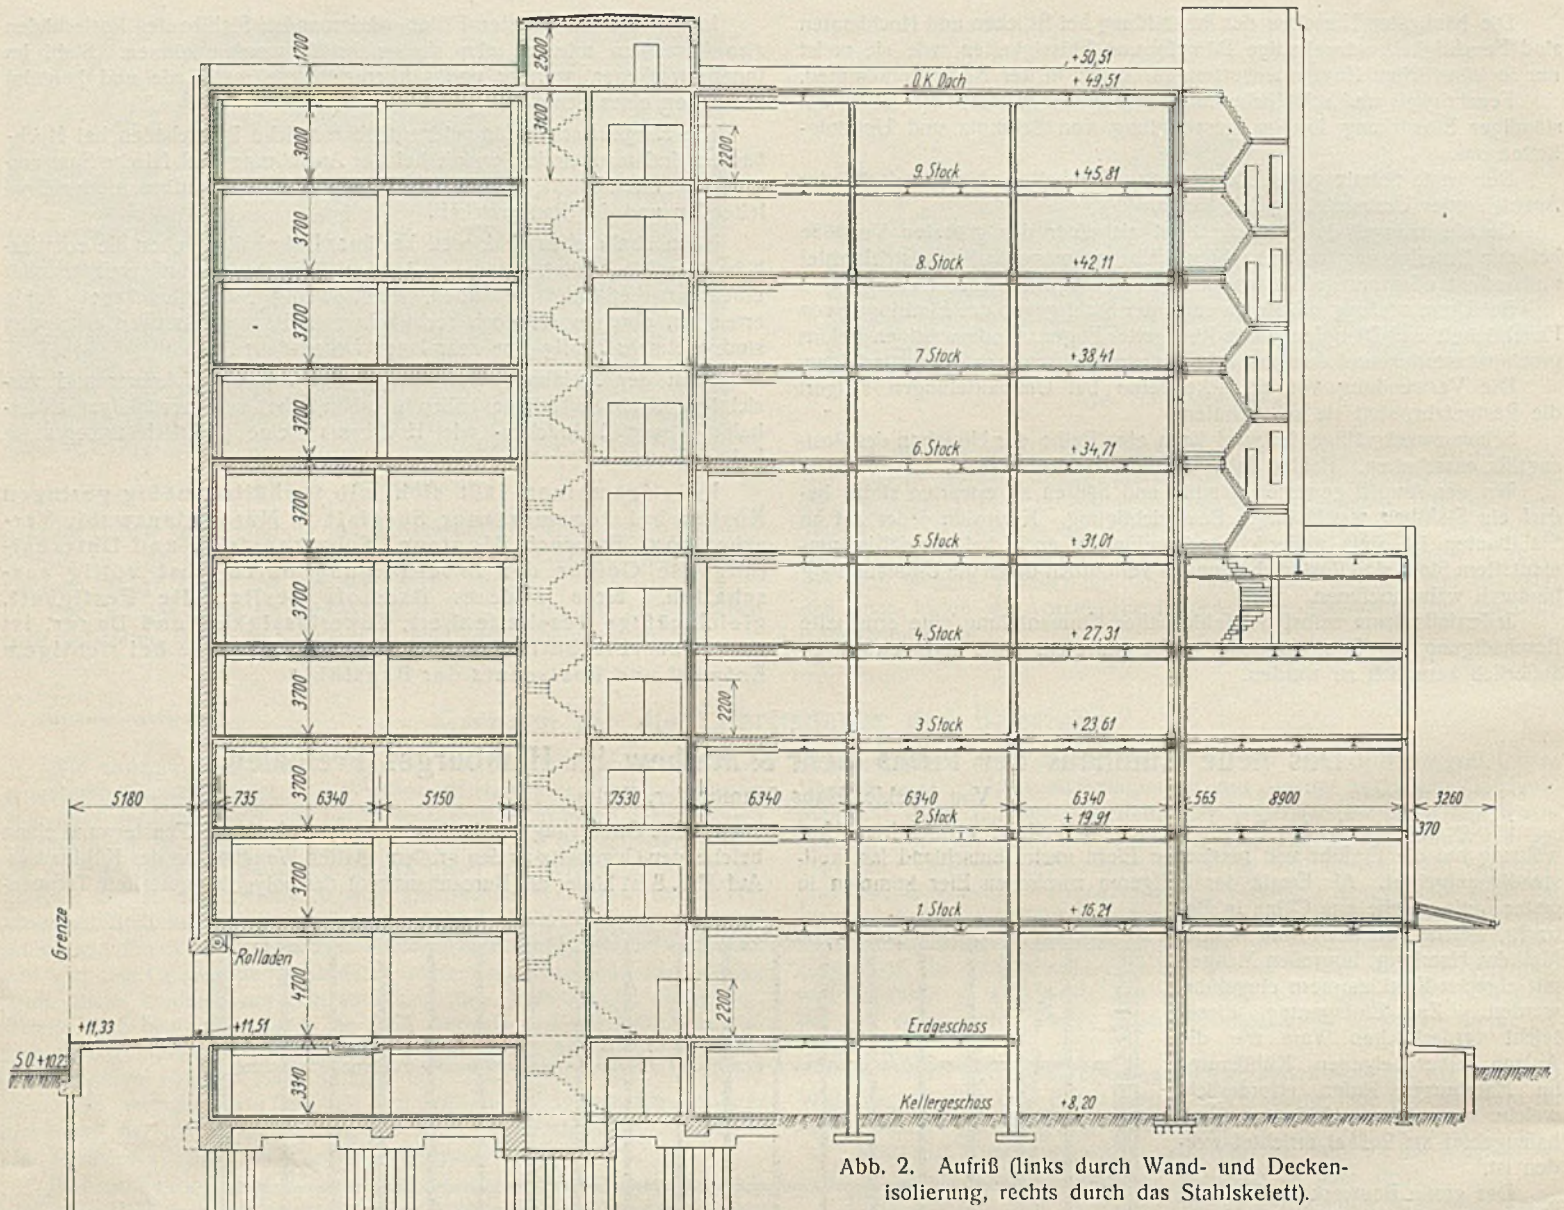 1700
2500
+50,51
O.K. Dach + 49,51
3000
3100
2200
9. Stock +45,81
3700
8. Stock +42,11
3700
7 Stock +38,41
3700
6. Stock +34,71
3700
5. Stock +31,01
3700
4. Stock + 27,31
3700
2200
3 Stock + 23,61
3700
5180 735 6340 5150 7530 6340 6340 6340 565 8900 3260
370
2 Stock + 19,91
3700
1. Stock + 16,21
Grenze
Rolladen
4700
2200
+11,33
+11,51
Erdgeschoss
S.O.+10,23
3310
Kellergeschoss +8,20
Abb. 2. Aufriß (links durch Wand- und Decken-
isolierung, rechts durch das Stahlskelett).